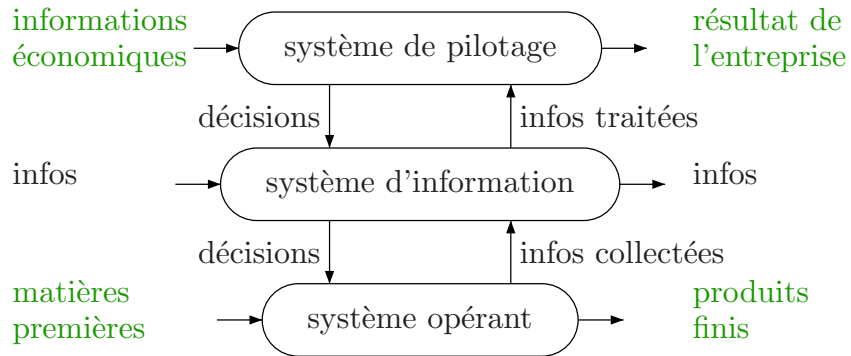 informations
économiques
système de pilotage
résultat de
l'entreprise
décisions
infos traitées
infos
système d'information
infos
décisions
infos collectées
matières
premières
système opérant
produits
finis